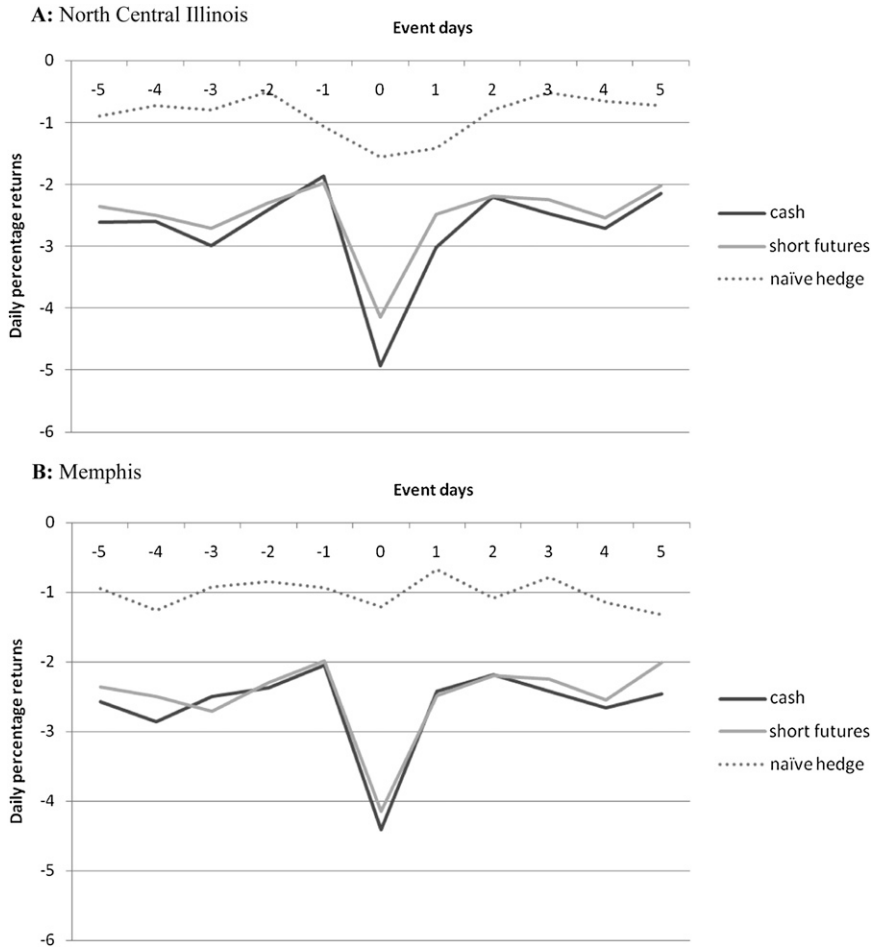 A: North Central Illinois
Event days
0
-5 -4 -3 -2 -1 0 1 2 3 4 5
-1
-2
-3
-4
-5
-6
Daily percentage returns
cash
short futures
naïve hedge
B: Memphis
Event days
0
-5 -4 -3 -2 -1 0 1 2 3 4 5
-1
-2
-3
-4
-5
-6
Daily percentage returns
cash
short futures
naïve hedge